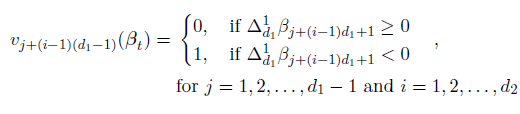 $$v_{j+(i-1)(d_1-1)}(\beta_t) = \begin{cases} 0, & \text{if } \Delta^1_{d_1}\beta_{j+(i-1)d_1+1} \geq 0 \\ 1, & \text{if } \Delta^1_{d_1}\beta_{j+(i-1)d_1+1} < 0 \end{cases},$$
for $j = 1, 2, \ldots, d_1 - 1$ and $i = 1, 2, \ldots, d_2$